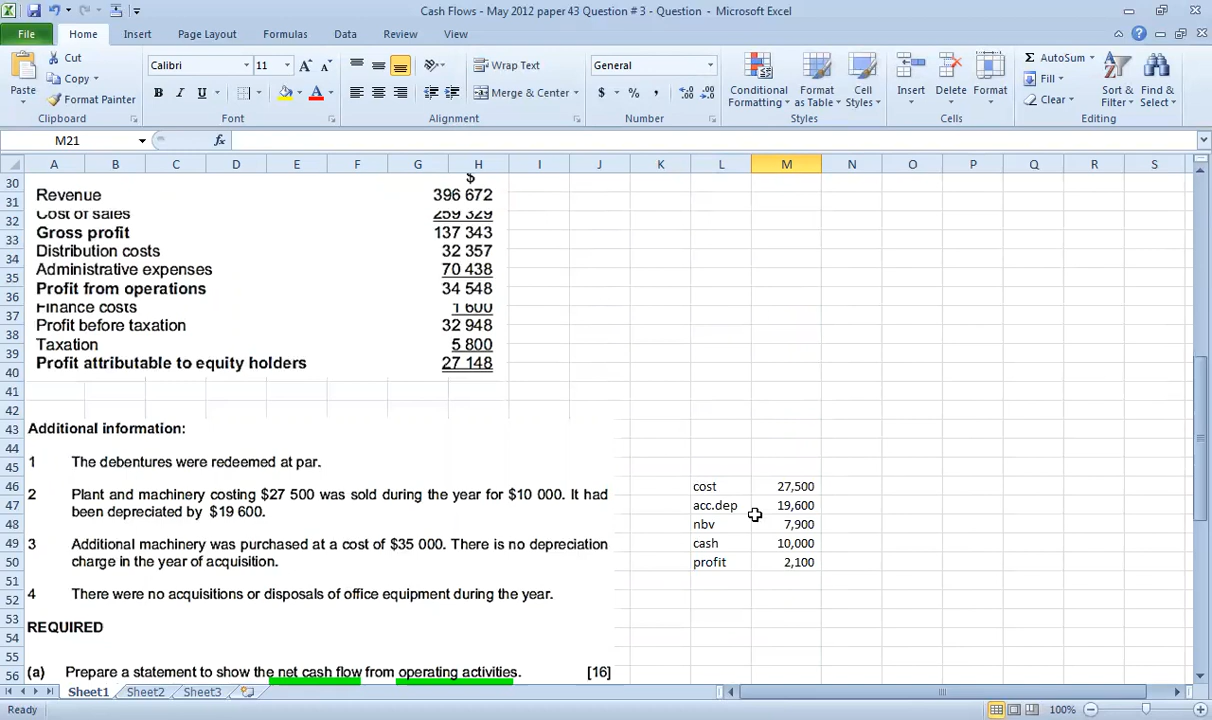 Cash Flows - May 2012 paper 43 Question # 3 - Question - Microsoft Excel
File Home Insert Page Layout Formulas Data Review View
Paste
Cut
Copy
Format Painter
Clipboard
Calibri 11
B I U
Font
Wrap Text
Merge & Center
Alignment
General
$ % ,
Number
Conditional Formatting
Format as Table
Cell Styles
Styles
Insert
Delete
Format
Cells
AutoSum
Fill
Clear
Sort & Filter
Find & Select
Editing
M21 fx
A B C D E F G H I J K L M N O P Q R S
30 $
31 Revenue 396 672
32 Cost of sales 259 329
33 Gross profit 137 343
34 Distribution costs 32 357
35 Administrative expenses 70 438
36 Profit from operations 34 548
37 Finance costs 1 600
38 Profit before taxation 32 948
39 Taxation 5 800
40 Profit attributable to equity holders 27 148
41
42
43 Additional information:
44
45 1 The debentures were redeemed at par.
46 cost 27,500
2 Plant and machinery costing $27 500 was sold during the year for $10 000. It had
47 been depreciated by $19 600. acc.dep 19,600
48 nbv 7,900
49 3 Additional machinery was purchased at a cost of $35 000. There is no depreciation cash 10,000
50 charge in the year of acquisition. profit 2,100
51
52 4 There were no acquisitions or disposals of office equipment during the year.
53
54 REQUIRED
55
56 (a) Prepare a statement to show the net cash flow from operating activities. [16]
Sheet1 Sheet2 Sheet3
Ready 100%